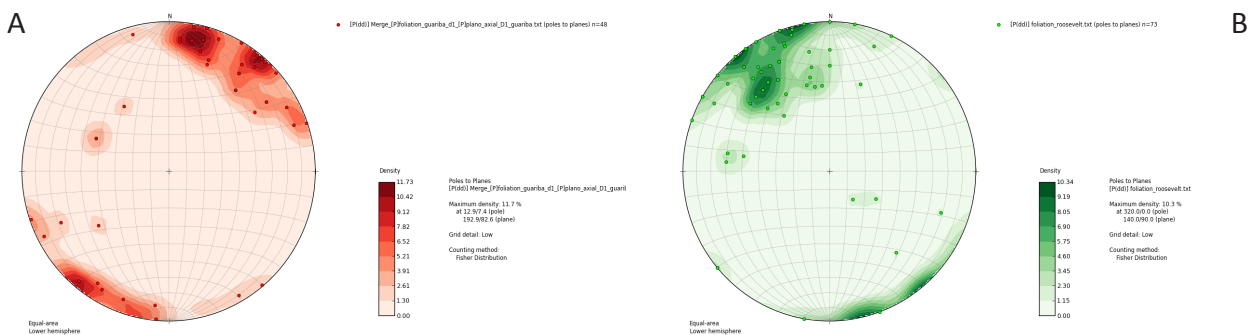 A
N
[P(dd)] Merge_[P]foliation_guariba_d1_[P]plano_axial_D1_guariba.txt (poles to planes) n=48
Density
11.73
10.42
9.12
7.82
6.52
5.21
3.91
2.61
1.30
0.00
Poles to Planes
[P(dd)] Merge_[P]foliation_guariba_d1_[P]plano_axial_D1_guaril
Maximum density: 11.7 %
at 12.9/7.4 (pole)
192.9/82.6 (plane)
Grid detail: Low
Counting method:
Fisher Distribution
Equal-area
Lower hemisphere
B
N
[P(dd)] foliation_roosevelt.txt (poles to planes) n=73
Density
10.34
9.19
8.05
6.90
5.75
4.60
3.45
2.30
1.15
0.00
Poles to Planes
[P(dd)] foliation_roosevelt.txt
Maximum density: 10.3 %
at 320.0/0.0 (pole)
140.0/90.0 (plane)
Grid detail: Low
Counting method:
Fisher Distribution
Equal-area
Lower hemisphere